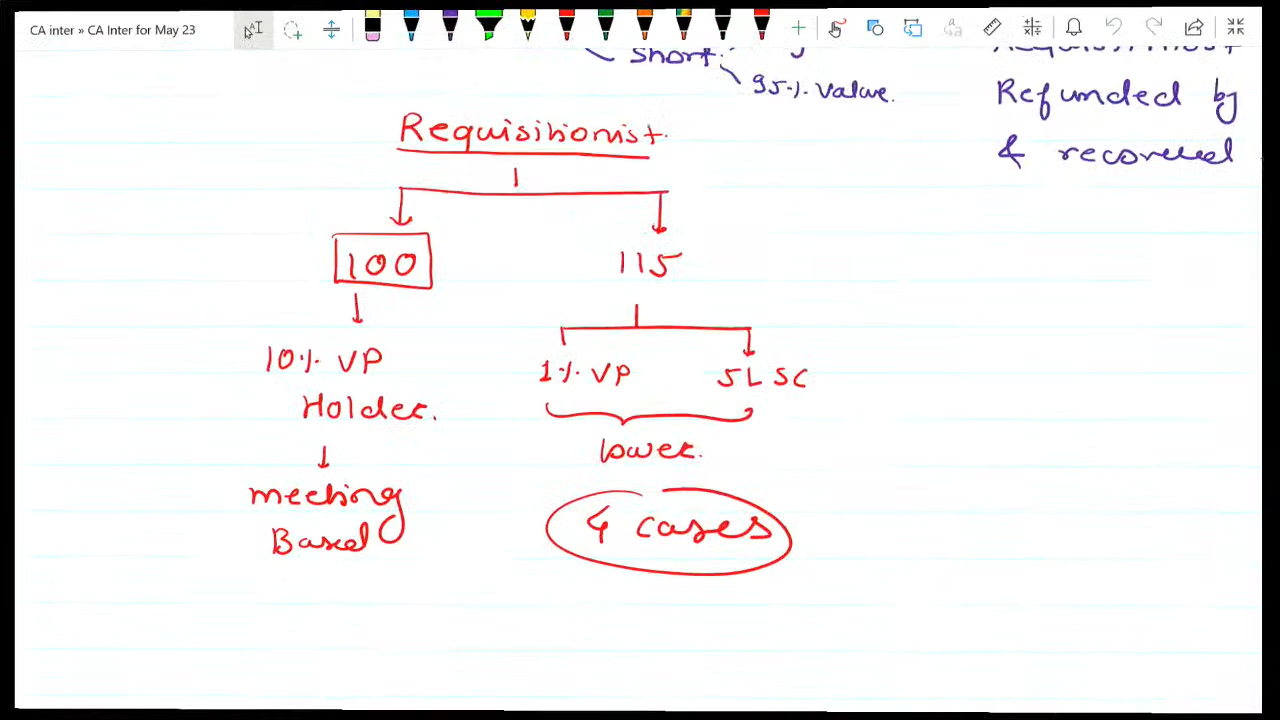 CA inter » CA Inter for May 23
Short
95% Value.
Refunded by
& recovered
Requisitionist.
100
115
10% VP
Holder.
1% VP
5L SC
lower.
meeting
Based
4 cases